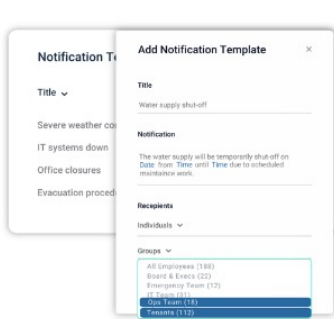 Notification Te
Title
Severe weather co
IT systems down
Office closures
Evacuation proced
Add Notification Template ×
Title
Water supply shut-off
Notification
The water supply will be temporarily shut-off on
Date from Time until Time due to scheduled
maintaince work.
Recepients
Individuals
Groups
All Employees (188)
Board & Execs (22)
Emergency Team (12)
IT Team (31)
Ops Team (18)
Tenants (112)